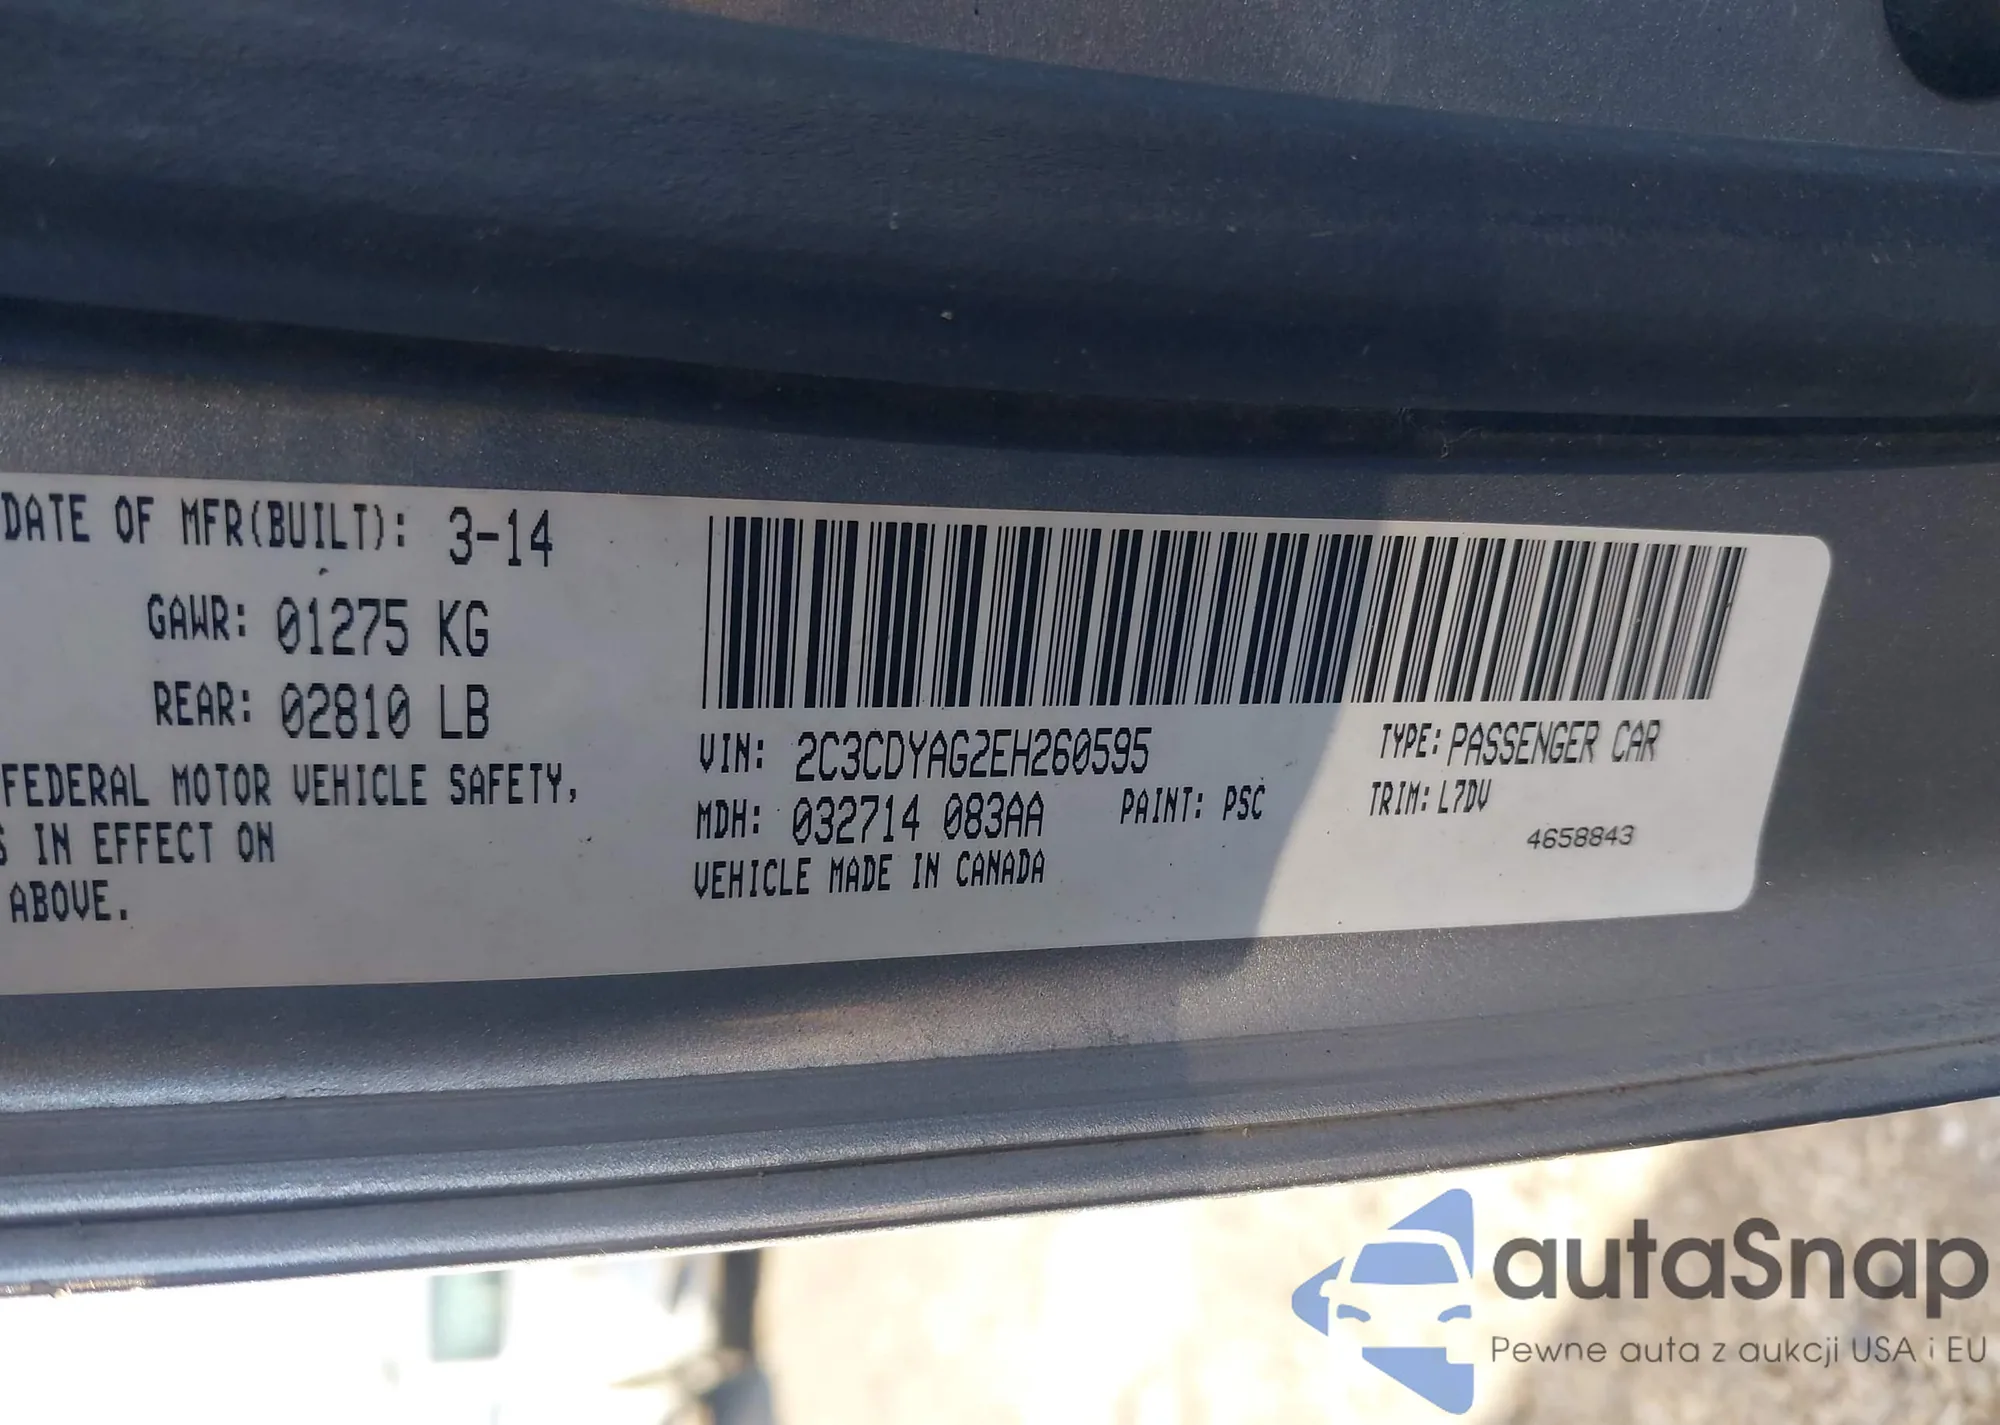 DATE OF MFR(BUILT): 3-14
GAWR: 01275 KG
REAR: 02810 LB
FEDERAL MOTOR VEHICLE SAFETY,
S IN EFFECT ON
ABOVE.
VIN: 2C3CDYAG2EH260595
TYPE: PASSENGER CAR
MDH: 032714 083AA
PAINT: PSC
TRIM: L7DV
VEHICLE MADE IN CANADA
4658843
autaSnap
Pewne auta z aukcji USA i EU